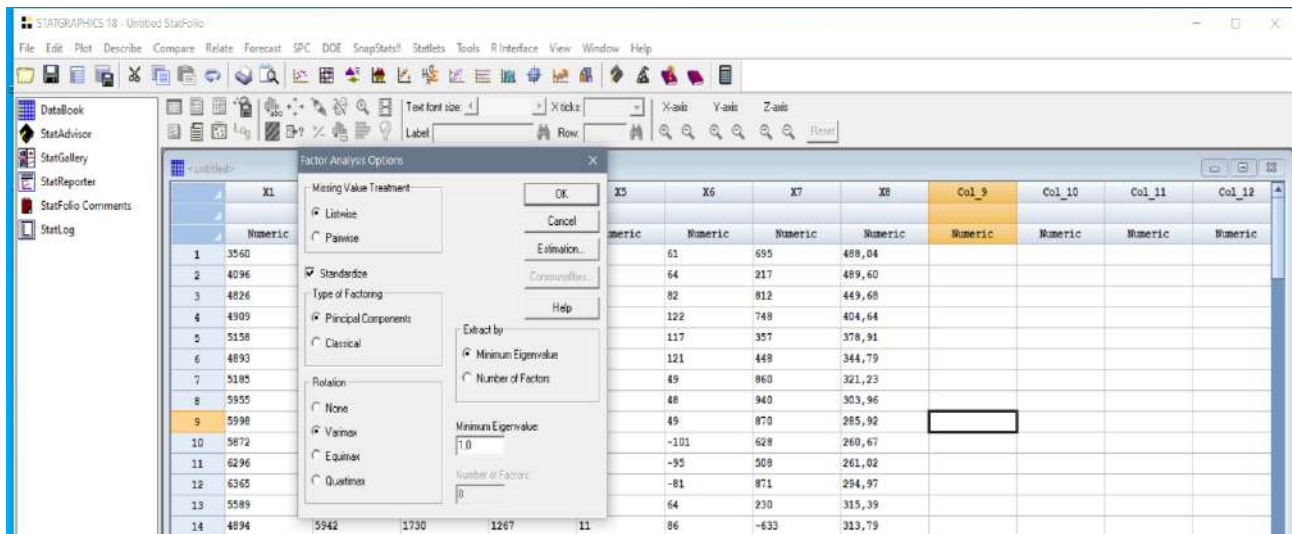 STATGRAPHICS 18 - Untitled StatFolio
File Edit Plot Describe Compare Relate Forecast SPC DOE SnapStats!! Statlets Tools R Interface View Window Help
DataBook
StatAdvisor
StatGallery
StatReporter
StatFolio Comments
StatLog
Text font size:
X ticks:
X-axis Y-axis Z-axis
Label:
Row:
Reset
<untitled>
Factor Analysis Options
Missing Value Treatment
Listwise
Pairwise
Standardize
Type of Factoring
Principal Components
Classical
Rotation
None
Varimax
Equimax
Quartimax
OK
Cancel
Estimation...
Communalities...
Help
Extract by
Minimum Eigenvalue
Number of Factors
Minimum Eigenvalue:
1,0
Number of Factors:
8
X1 X5 X6 X7 X8 Col_9 Col_10 Col_11 Col_12
Numeric umeric Numeric Numeric Numeric Numeric Numeric Numeric Numeric
1 3560 61 695 488,04
2 4096 64 217 489,60
3 4826 82 812 449,68
4 4909 122 748 404,64
5 5158 117 357 378,91
6 4893 121 448 344,79
7 5185 49 860 321,23
8 5955 48 940 303,96
9 5998 49 870 285,92
10 5872 -101 628 260,67
11 6296 -95 508 261,02
12 6365 -81 871 294,97
13 5589 64 230 315,39
14 4894 5942 1730 1267 11 86 -633 313,79